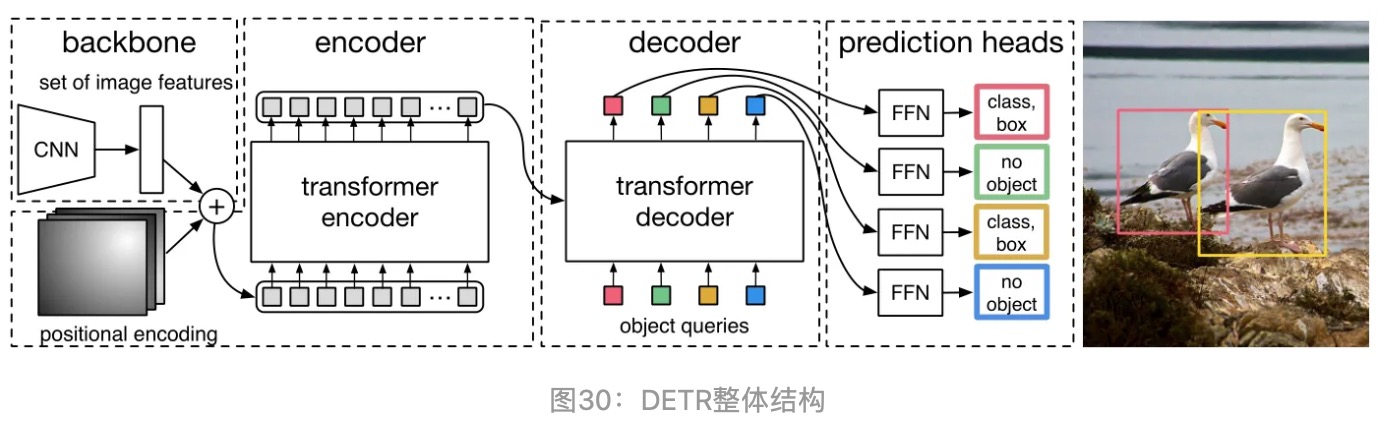 backbone
set of image features
CNN
+
positional encoding
encoder
...
transformer
encoder
...
decoder
transformer
decoder
object queries
prediction heads
FFN
class,
box
FFN
no
object
FFN
class,
box
FFN
no
object
图30：DETR整体结构